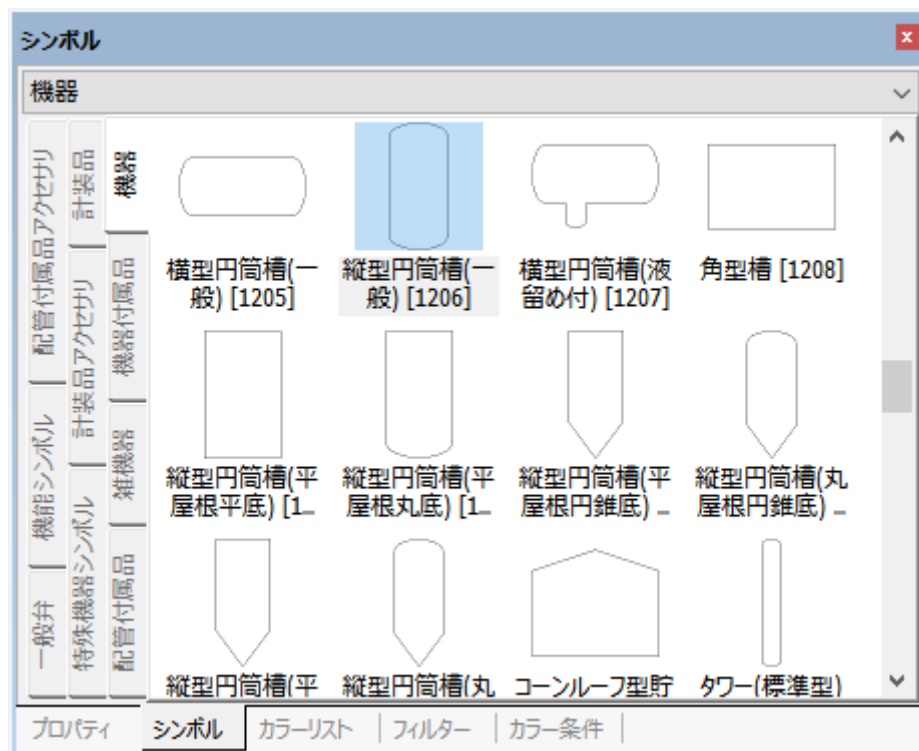 シンボル
機器
配管付属品アクセサリ
機能シンボル
一般弁
計装品
計装品アクセサリ
特殊機器シンボル
機器
機器付属品
雑機器
配管付属品
横型円筒槽(一
般) [1205]
縦型円筒槽(一
般) [1206]
横型円筒槽(液
留め付) [1207]
角型槽 [1208]
縦型円筒槽(平
屋根平底) [1...
縦型円筒槽(平
屋根丸底) [1...
縦型円筒槽(平
屋根円錐底) ...
縦型円筒槽(丸
屋根円錐底) ...
縦型円筒槽(平
縦型円筒槽(丸
コーンルーフ型貯
タワー(標準型)
プロパティ
シンボル
カラーリスト
フィルター
カラー条件